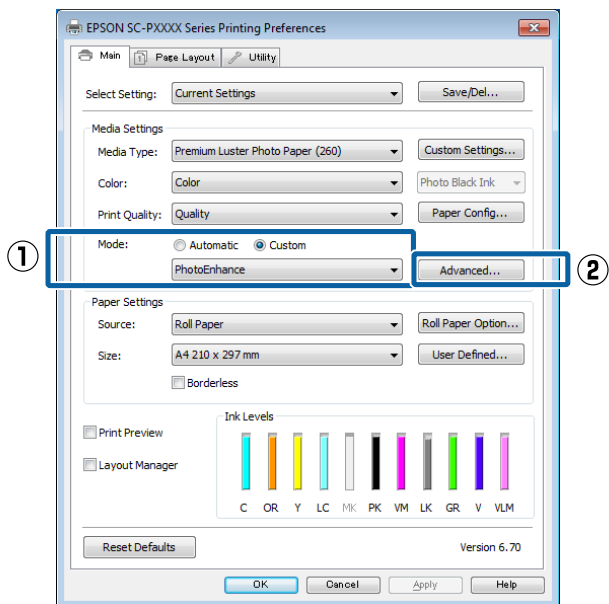 EPSON SC-PXXXX Series Printing Preferences
Main Page Layout Utility
Select Setting: Current Settings Save/Del...
Media Settings
Media Type: Premium Luster Photo Paper (260) Custom Settings...
Color: Color Photo Black Ink
Print Quality: Quality Paper Config...
① Mode: Automatic Custom
PhotoEnhance Advanced... ②
Paper Settings
Source: Roll Paper Roll Paper Option...
Size: A4 210 x 297 mm User Defined...
Borderless
Ink Levels
Print Preview
Layout Manager
C OR Y LC MK PK VM LK GR V VLM
Reset Defaults Version 6.70
OK Cancel Apply Help